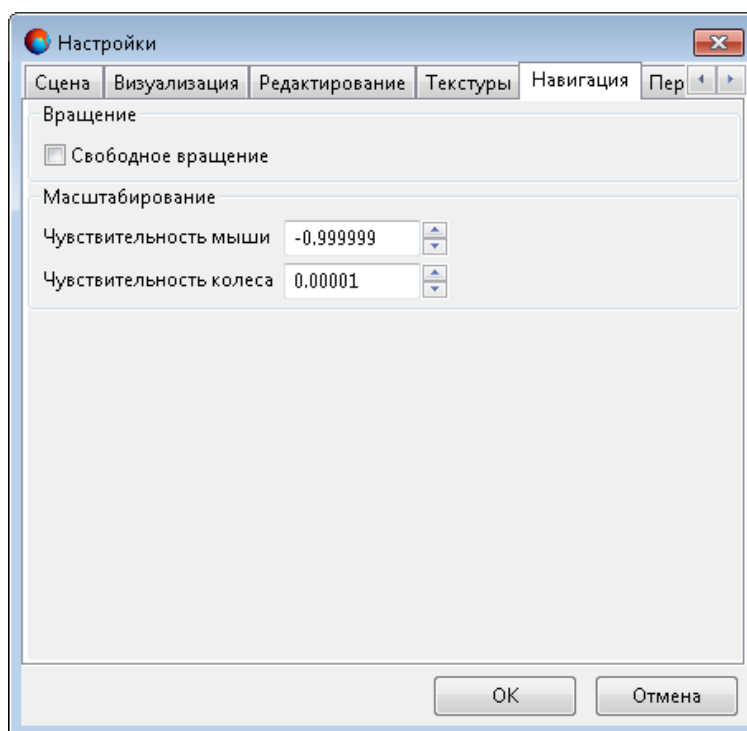 Настройки
Сцена Визуализация Редактирование Текстуры Навигация Пер
Вращение
Свободное вращение
Масштабирование
Чувствительность мыши -0.999999
Чувствительность колеса 0.00001
OK Отмена